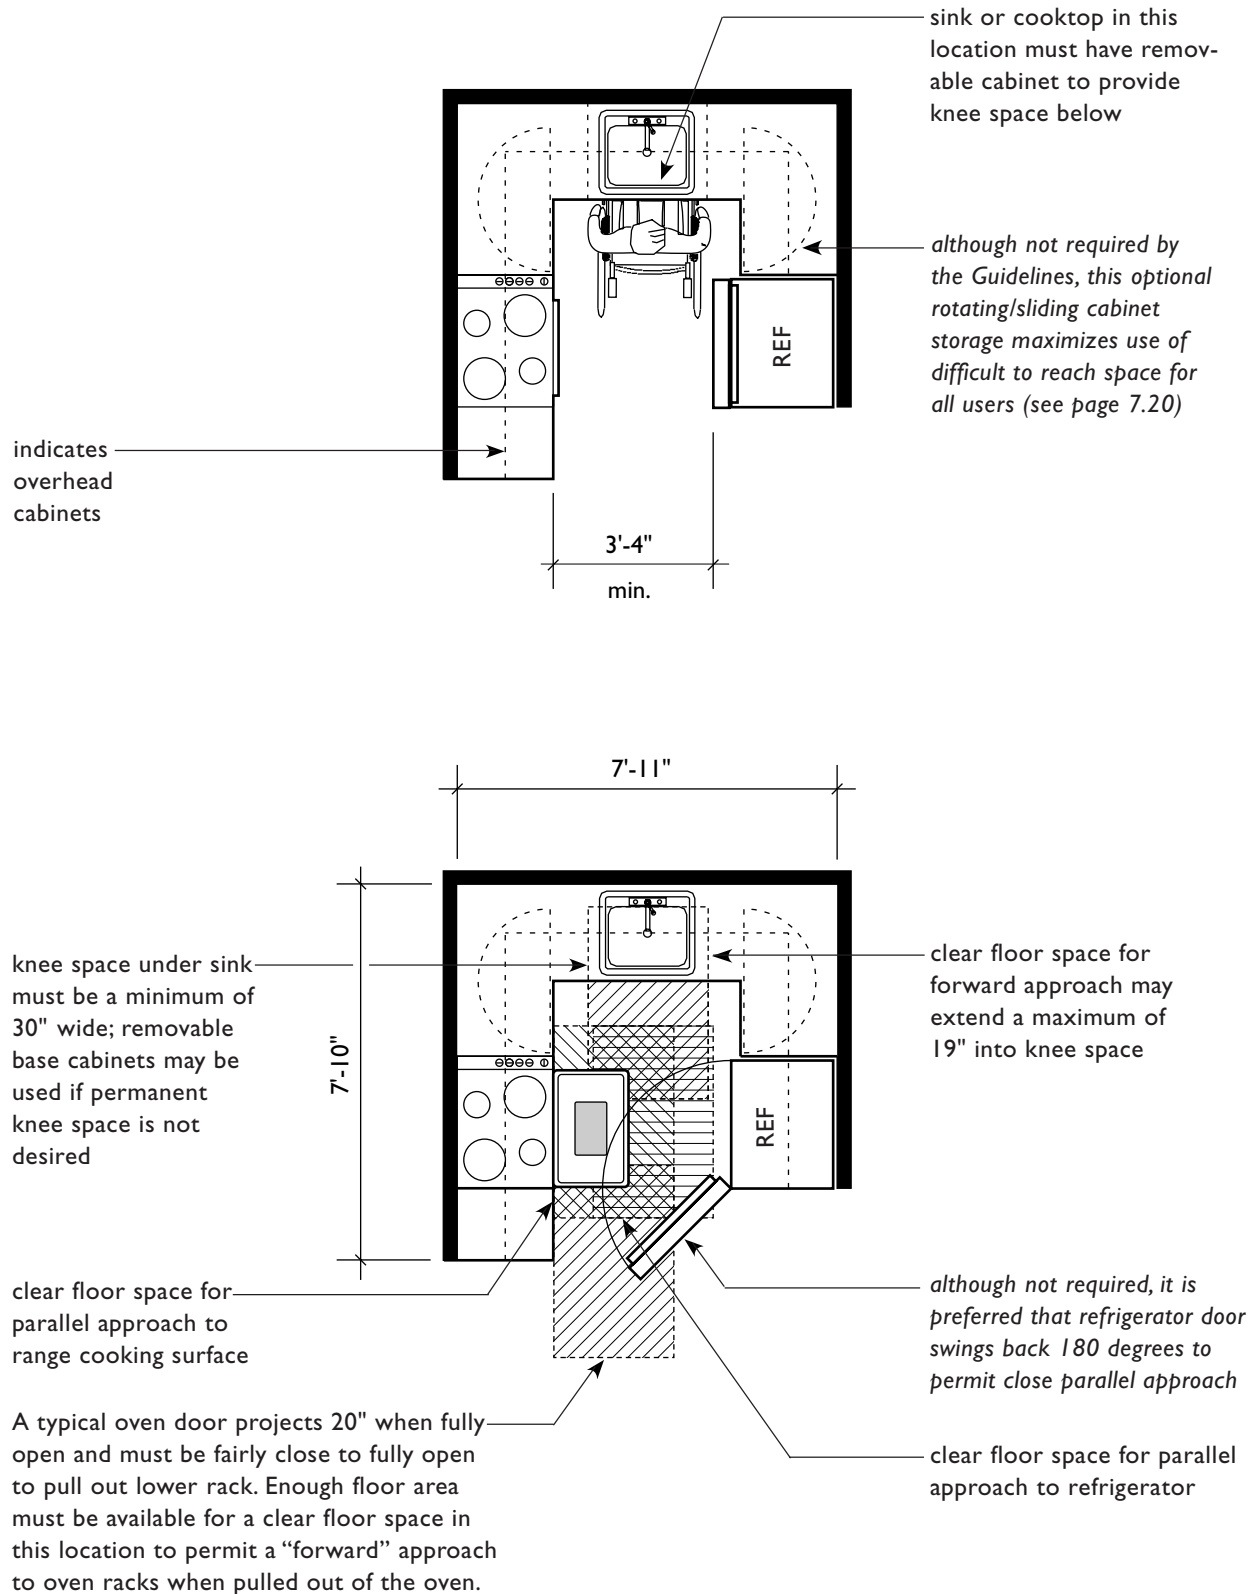 sink or cooktop in this
location must have remov-
able cabinet to provide
knee space below
although not required by
the Guidelines, this optional
rotating/sliding cabinet
storage maximizes use of
difficult to reach space for
all users (see page 7.20)
REF
indicates
overhead
cabinets
3'-4"
min.
7'-11"
7'-10"
knee space under sink
must be a minimum of
30" wide; removable
base cabinets may be
used if permanent
knee space is not
desired
clear floor space for
forward approach may
extend a maximum of
19" into knee space
REF
clear floor space for
parallel approach to
range cooking surface
although not required, it is
preferred that refrigerator door
swings back 180 degrees to
permit close parallel approach
A typical oven door projects 20" when fully
open and must be fairly close to fully open
to pull out lower rack. Enough floor area
must be available for a clear floor space in
this location to permit a “forward” approach
to oven racks when pulled out of the oven.
clear floor space for parallel
approach to refrigerator